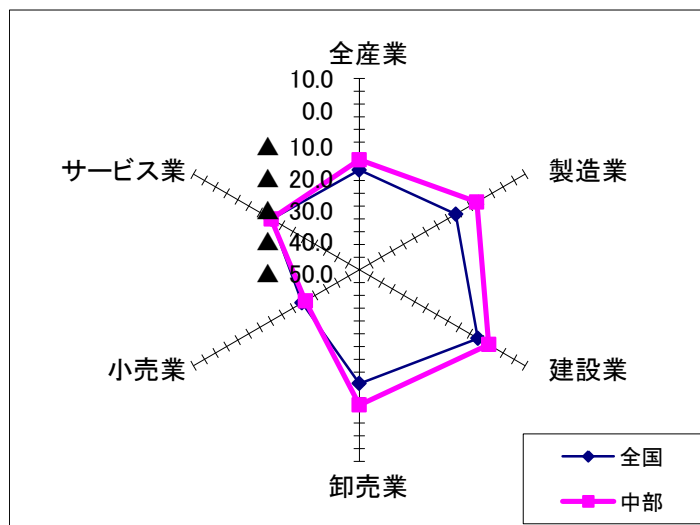 全産業
10.0
0.0
▲ 10.0
▲ 20.0
▲ 30.0
▲ 40.0
▲ 50.0
サービス業
製造業
小売業
建設業
卸売業
全国
中部